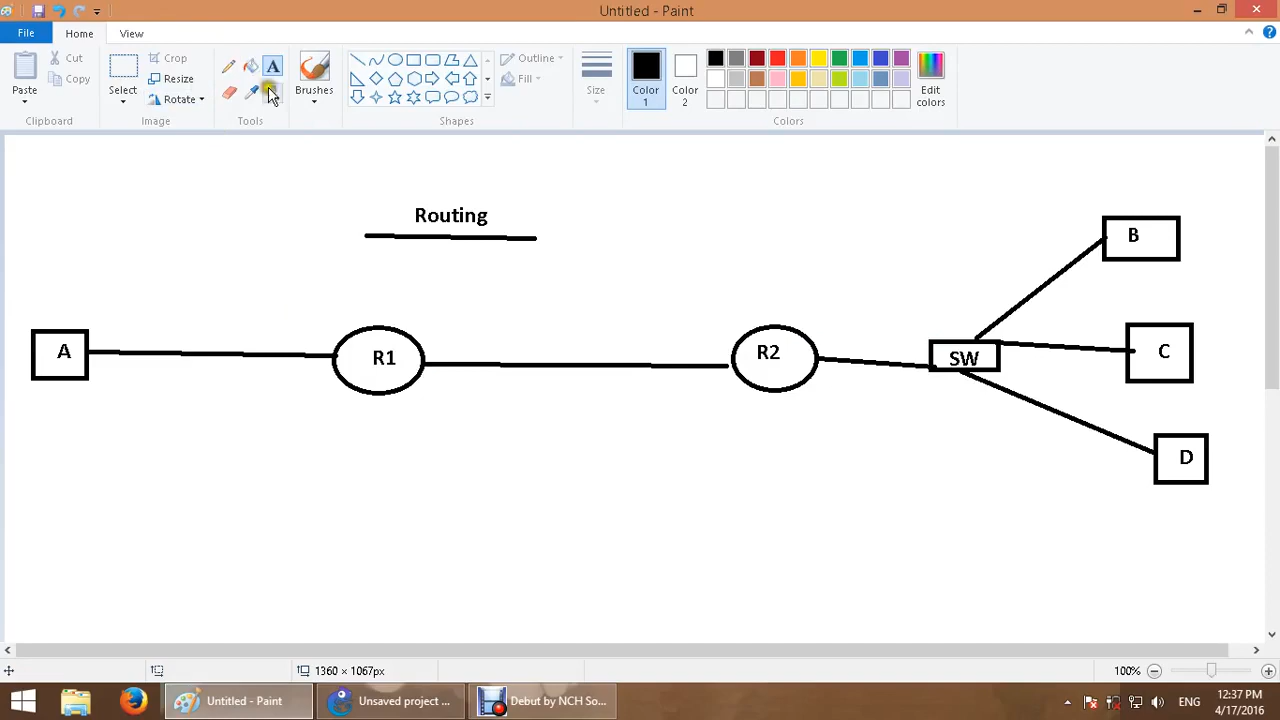 Untitled - Paint
File
Home
View
Paste
Cut
Copy
Clipboard
Select
Crop
Resize
Rotate
Image
A
Tools
Brushes
Shapes
Outline
Fill
Size
Color 1
Color 2
Edit colors
Colors
Routing
A
R1
R2
SW
B
C
D
1360 × 1067px
100%
Untitled - Paint
Unsaved project ...
Debut by NCH So...
ENG
12:37 PM
4/17/2016